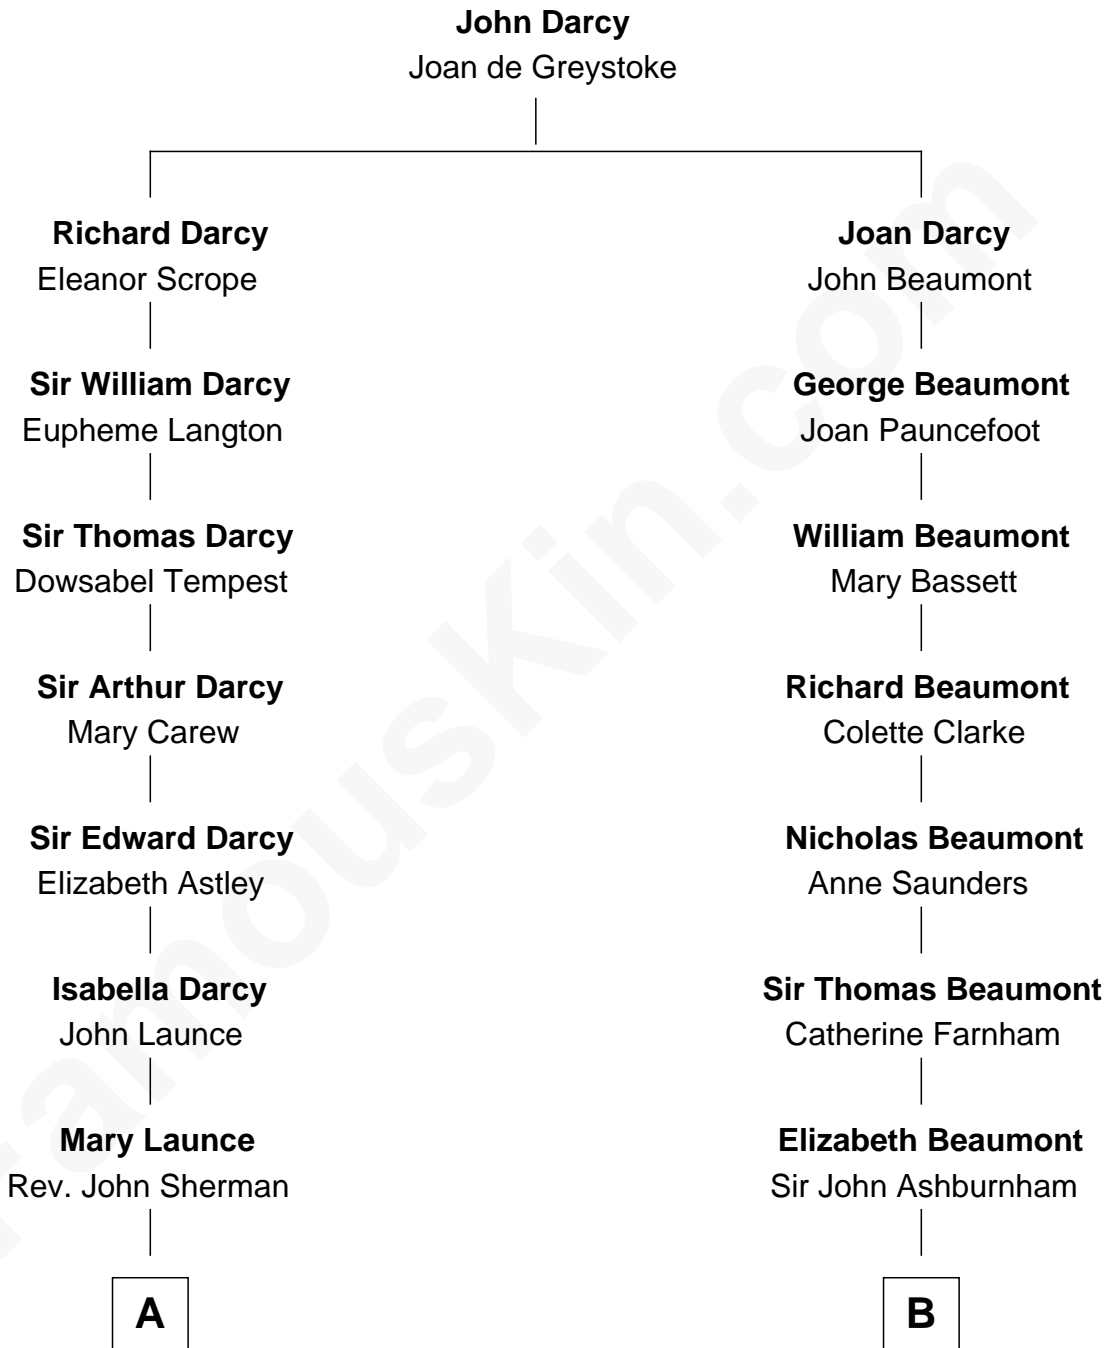 John Darcy
Joan de Greystoke
Richard Darcy
Eleanor Scrope
Sir William Darcy
Eupheme Langton
Sir Thomas Darcy
Dowsabel Tempest
Sir Arthur Darcy
Mary Carew
Sir Edward Darcy
Elizabeth Astley
Isabella Darcy
John Launce
Mary Launce
Rev. John Sherman
A
Joan Darcy
John Beaumont
George Beaumont
Joan Pauncefoot
William Beaumont
Mary Bassett
Richard Beaumont
Colette Clarke
Nicholas Beaumont
Anne Saunders
Sir Thomas Beaumont
Catherine Farnham
Elizabeth Beaumont
Sir John Ashburnham
B
FamousKin.com